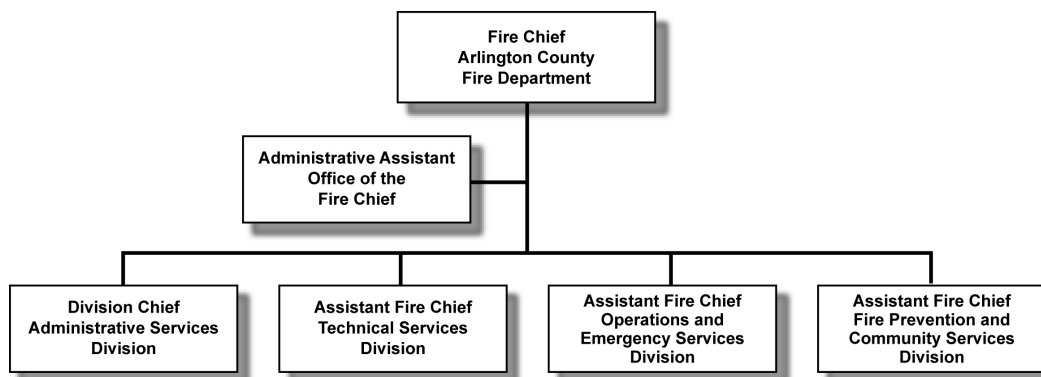 Fire Chief
Arlington County
Fire Department
Administrative Assistant
Office of the
Fire Chief
Division Chief
Administrative Services
Division
Assistant Fire Chief
Technical Services
Division
Assistant Fire Chief
Operations and
Emergency Services
Division
Assistant Fire Chief
Fire Prevention and
Community Services
Division